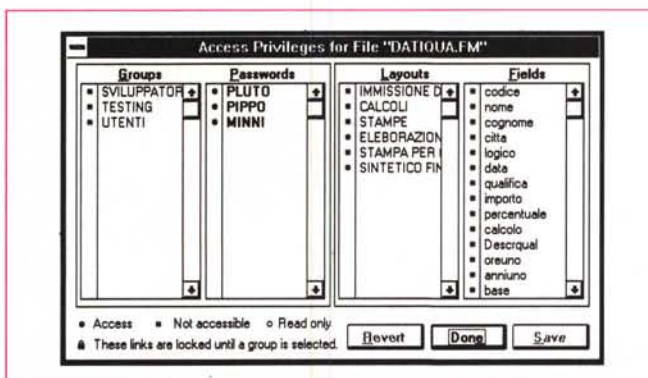 Access Privileges for File "DATIQUA.FM"
Groups
SVILUPPATOR
TESTING
UTENTI
Passwords
PLUTO
PIPPO
MINNI
Layouts
IMMISSIONE D
CALCOLI
STAMPE
ELEBORAZION
STAMPA PER
SINTETICO FIN
Fields
codice
nome
cognome
citta
logico
data
qualifica
importo
percentuale
calcolo
Descrqual
oreuno
anniuno
base
Access Not accessible Read only
These links are locked until a group is selected.
Revert Done Save